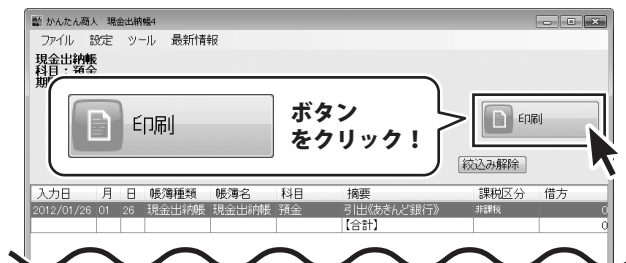 かんたん商人 現金出納帳4
ファイル 設定 ツール 最新情報
現金出納帳
科目：預金
印刷
ボタン
をクリック！
印刷
絞込み解除
入力日 月 日 帳簿種類 帳簿名 科目 摘要 課税区分 借方
2012/01/26 01 26 現金出納帳 現金出納帳 預金 引出《あきんど銀行》 非課税 0
【合計】 0